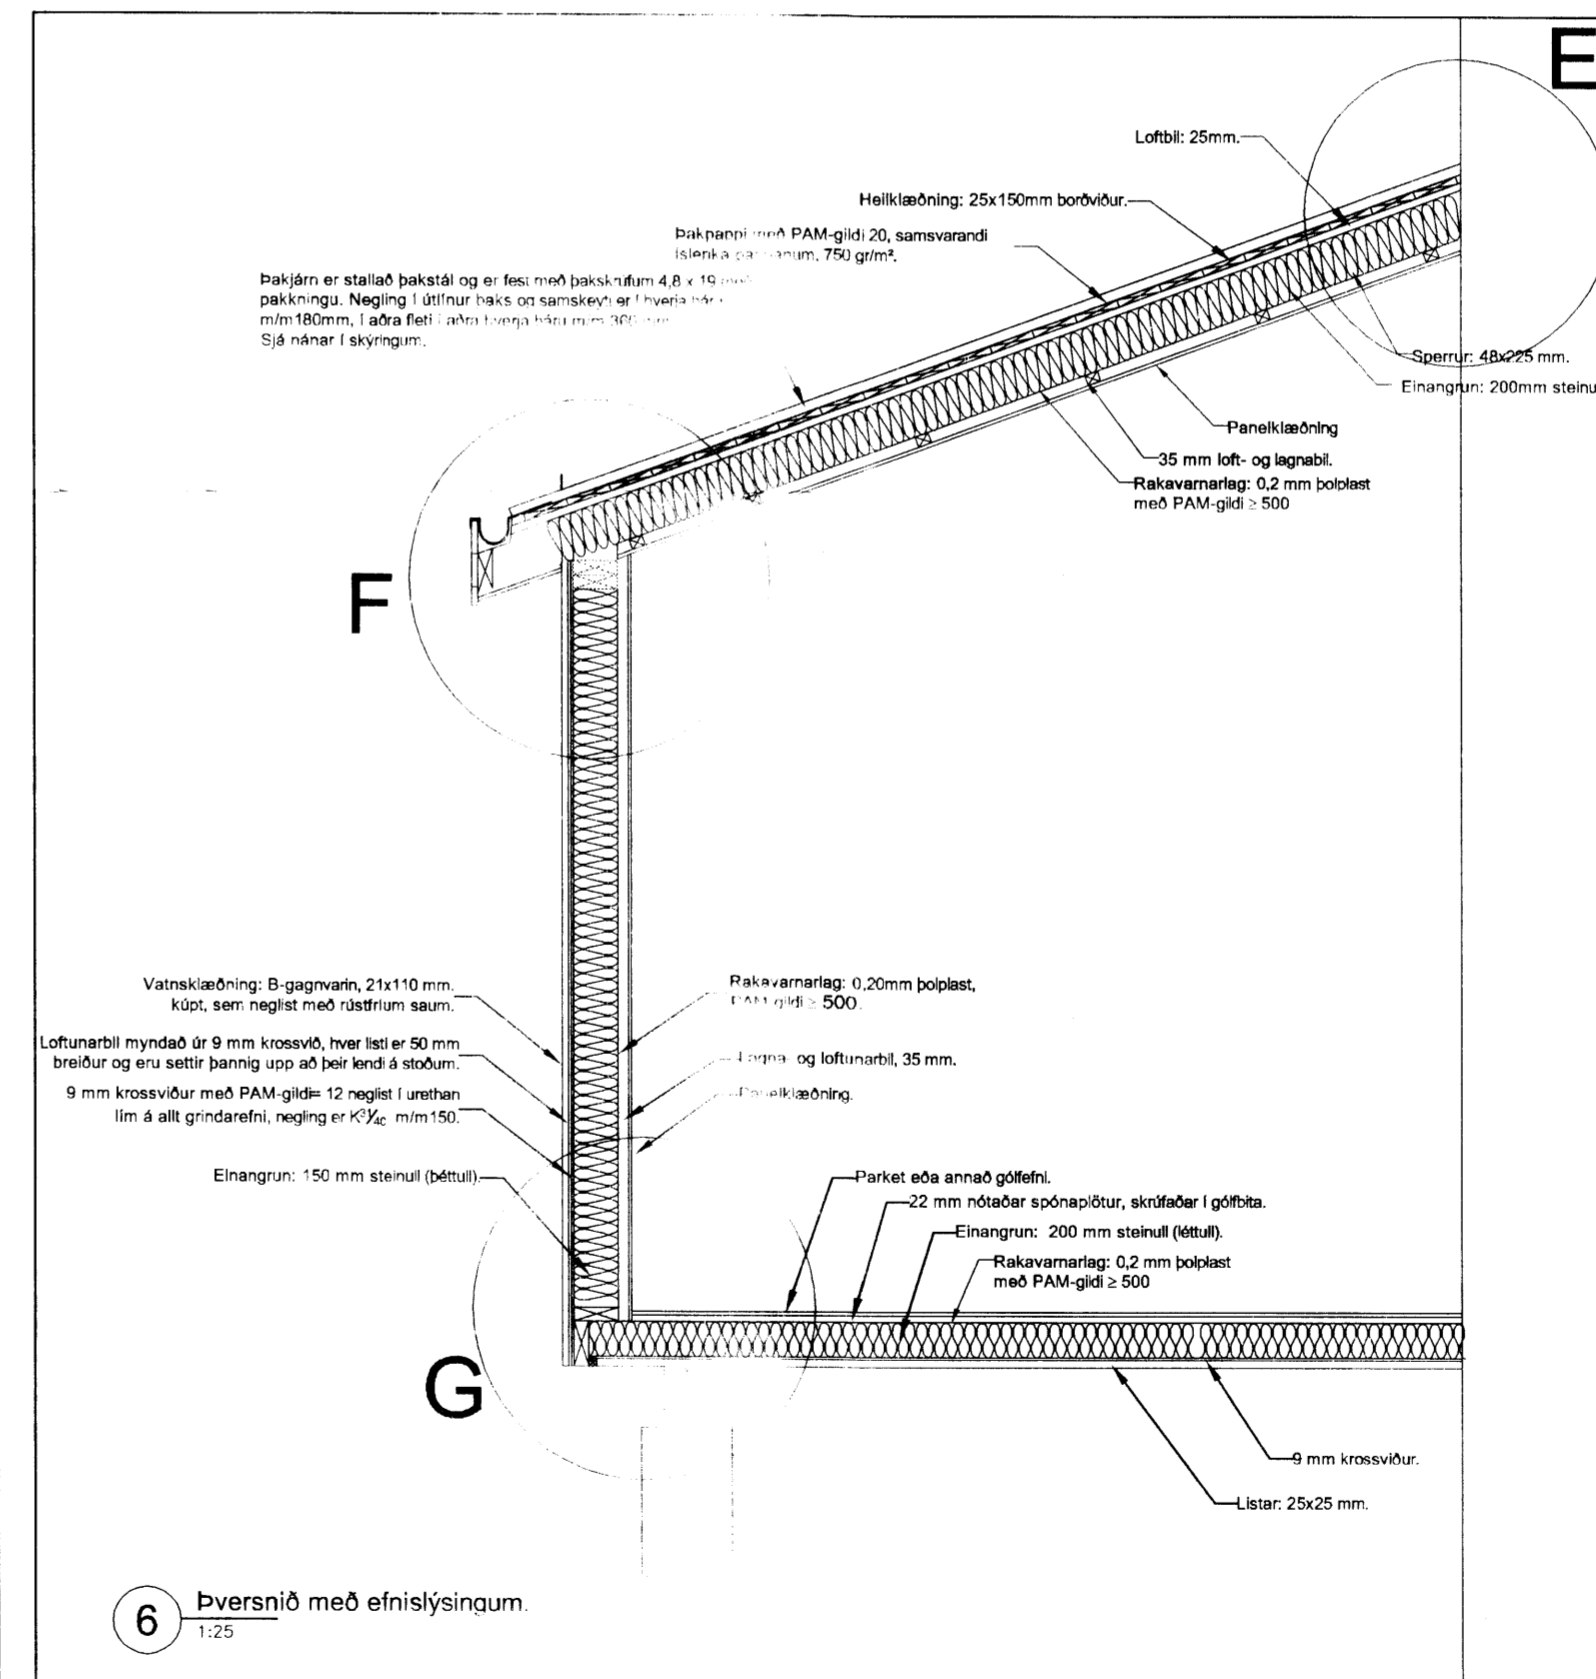 E
Loftbil: 25mm.
Heilklæðning: 25x150mm borðviður.
Þakpappi með PAM-gildi 20, samsvarandi
íslenka 750 gr/m².
Þakjárn er stallað þakstál og er fest með þakskrúfum 4,8 x 19
pakkningu. Negling í útlínur þaks og samskeyti er í hverja
m/m180mm, í aðra fleti í aðra hverja báru m/m
Sjá nánar í skýringum.
Sperrur: 48x225 mm.
Einangrun: 200mm steinu
Panelklæðning
35 mm loft- og lagnabil.
Rakavarnarlag: 0,2 mm þolplast
með PAM-gildi ≥ 500
F
Vatnsklæðning: B-gagnvarin, 21x110 mm.
kúpt, sem neglist með rústfríum saum.
Loftunarbil myndað úr 9 mm krossvið, hver listi er 50 mm
breiður og eru settir þannig upp að þeir lendi á stoðum.
9 mm krossviður með PAM-gildi= 12 neglist í urethan
lím á allt grindarefni, negling er K³¹⁄₄c m/m150.
Einangrun: 150 mm steinull (þéttull).
Rakavarnarlag: 0,20mm þolplast,
PAM gildi ≥ 500.
Lagna- og loftunarbil, 35 mm.
Panelklæðning.
Parket eða annað gólfefni.
22 mm nótaðar spónaplötur, skrúfaðar í gólfbita.
Einangrun: 200 mm steinull (léttull).
Rakavarnarlag: 0,2 mm þolplast
með PAM-gildi ≥ 500
G
9 mm krossviður.
Listar: 25x25 mm.
6
Þversnið með efnislýsingum.
1:25